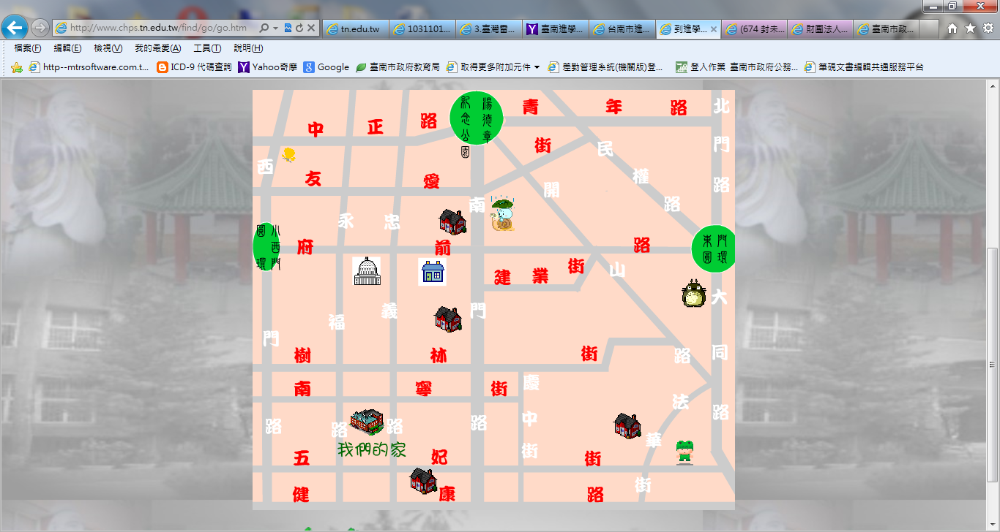 http://www.chps.tn.edu.tw/find/go/go.htm
tn.edu.tw
1031101...
3.臺灣雷...
臺南進學...
台南市進...
到進學...
(674 封未...
財團法人...
臺南市政...
檔案(F) 編輯(E) 檢視(V) 我的最愛(A) 工具(T) 說明(H)
http--mtrsoftware.com.t...
ICD-9 代碼查詢
Yahoo奇摩
Google
臺南市政府教育局
取得更多附加元件
差勤管理系統(機關版)登...
登入作業 臺南市政府公務...
筆硯文書編輯共通服務平台
中正路
湯德章紀念公園
青年路
北門路
友愛街
民權路
開山路
西門路
永福路
忠義路
南門路
小西門圓環
府前路
東門圓環
建業街
大同路
樹林街
南寧街
慶中街
法華街
我們的家
五妃街
健康路